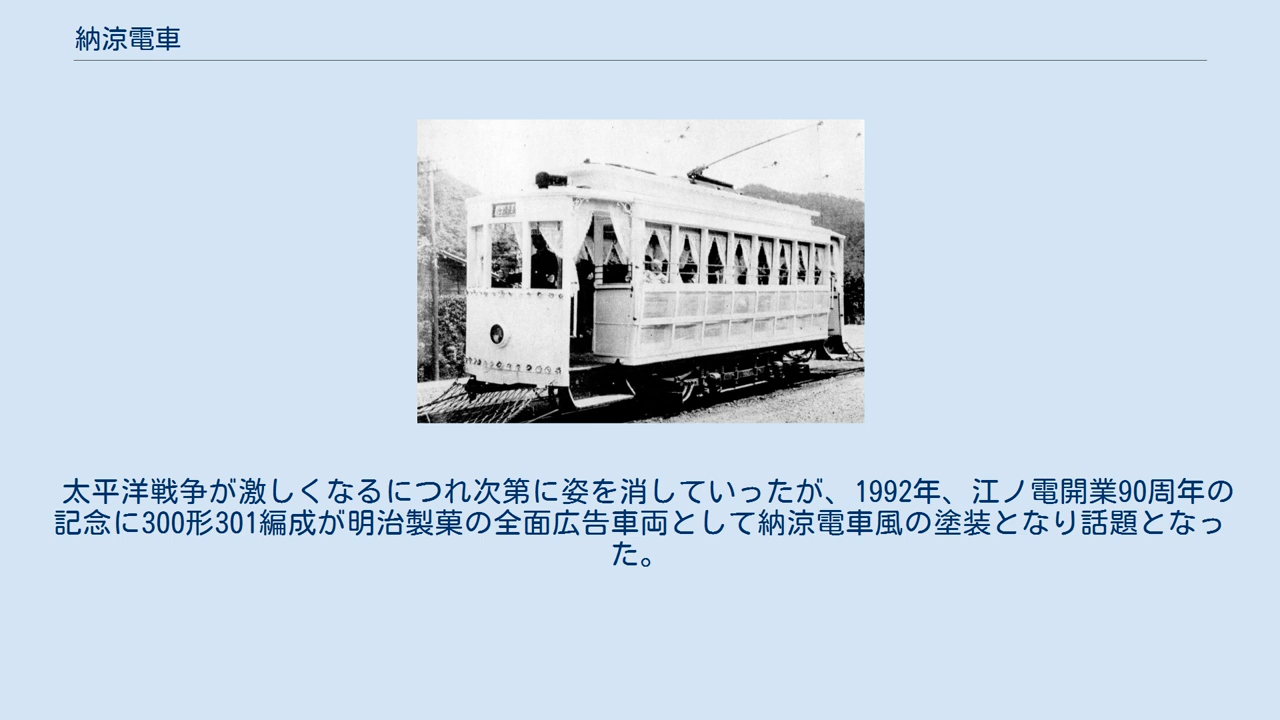 納涼電車
太平洋戦争が激しくなるにつれ次第に姿を消していったが、1992年、江ノ電開業90周年の
記念に300形301編成が明治製菓の全面広告車両として納涼電車風の塗装となり話題となっ
た。